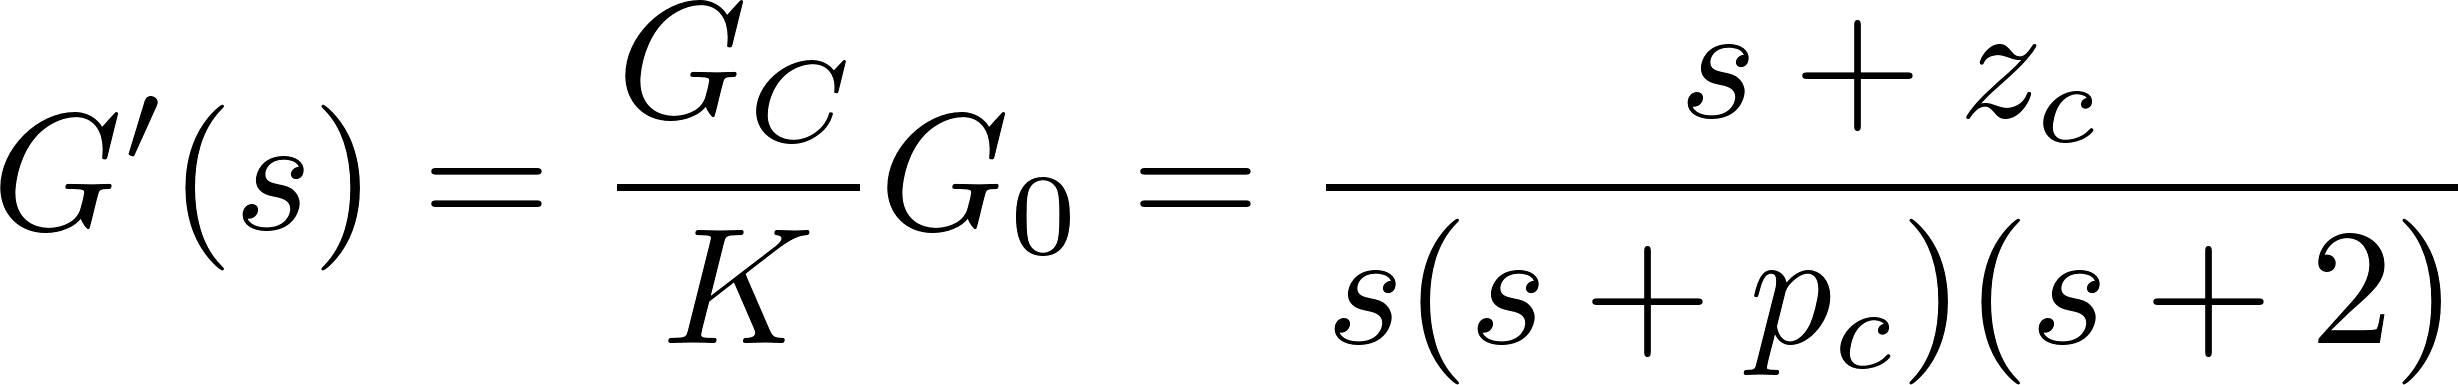 G′(s) = \frac{G_C}{K} G_0 = \frac{s + z_c}{s(s + p_c)(s + 2)}